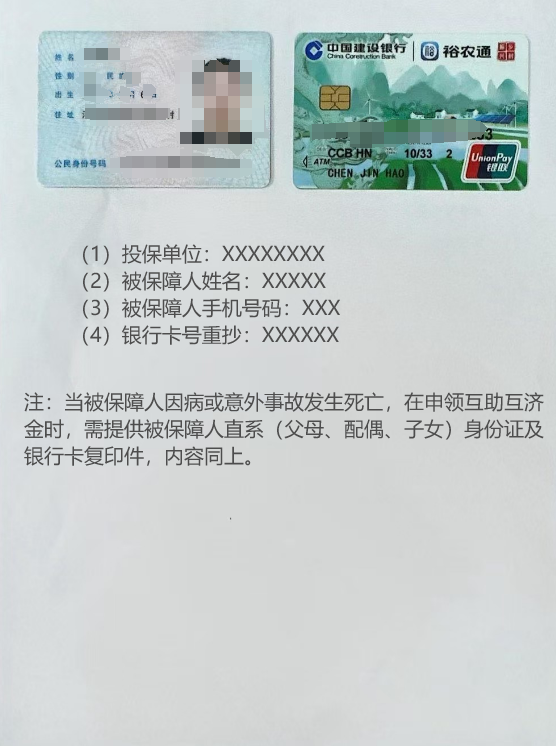 姓名
性别 民族
出生
住址
公民身份号码
中国建设银行
China Construction Bank
裕农通
CCB HN 10/33 2
ATM
UnionPay
银联
CHEN JIN HAO
(1)投保单位：XXXXXXXX
(2)被保障人姓名：XXXXX
(3)被保障人手机号码：XXX
(4)银行卡号重抄：XXXXXX
注：当被保障人因病或意外事故发生死亡，在申领互助互济
金时，需提供被保障人直系（父母、配偶、子女）身份证及
银行卡复印件，内容同上。